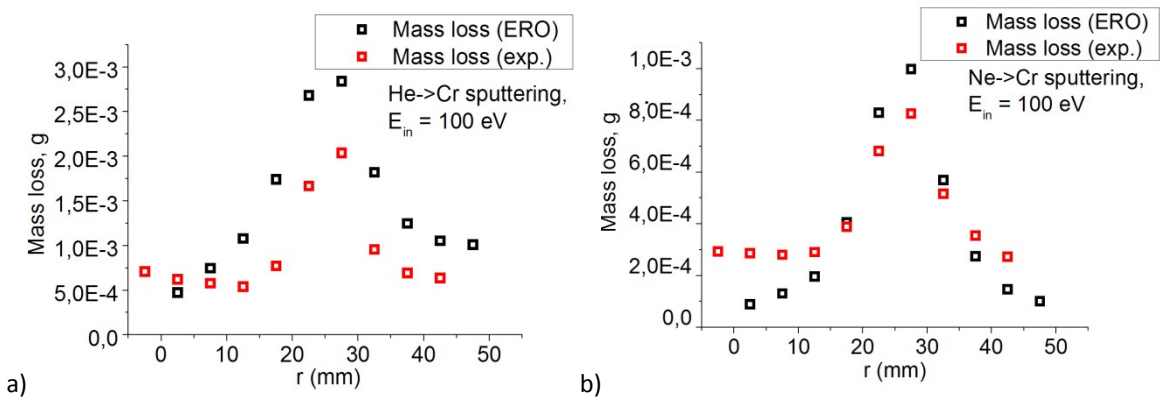 Mass loss (ERO)
Mass loss (exp.)
He->Cr sputtering,
E_in = 100 eV
3,0E-3
2,5E-3
2,0E-3
1,5E-3
1,0E-3
5,0E-4
0,0
Mass loss, g
0 10 20 30 40 50
r (mm)
a)
Mass loss (ERO)
Mass loss (exp.)
Ne->Cr sputtering,
E_in = 100 eV
1,0E-3
8,0E-4
6,0E-4
4,0E-4
2,0E-4
0,0
Mass loss, g
0 10 20 30 40 50
r (mm)
b)